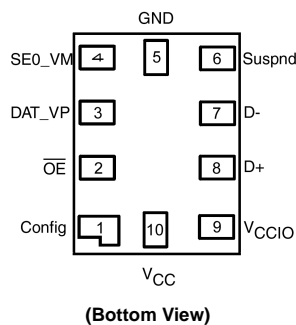 GND
SE0_VM 4 5 6 Suspnd
DAT_VP 3 7 D-
OE 2 8 D+
Config 1 10 9 VCCIO
VCC
(Bottom View)